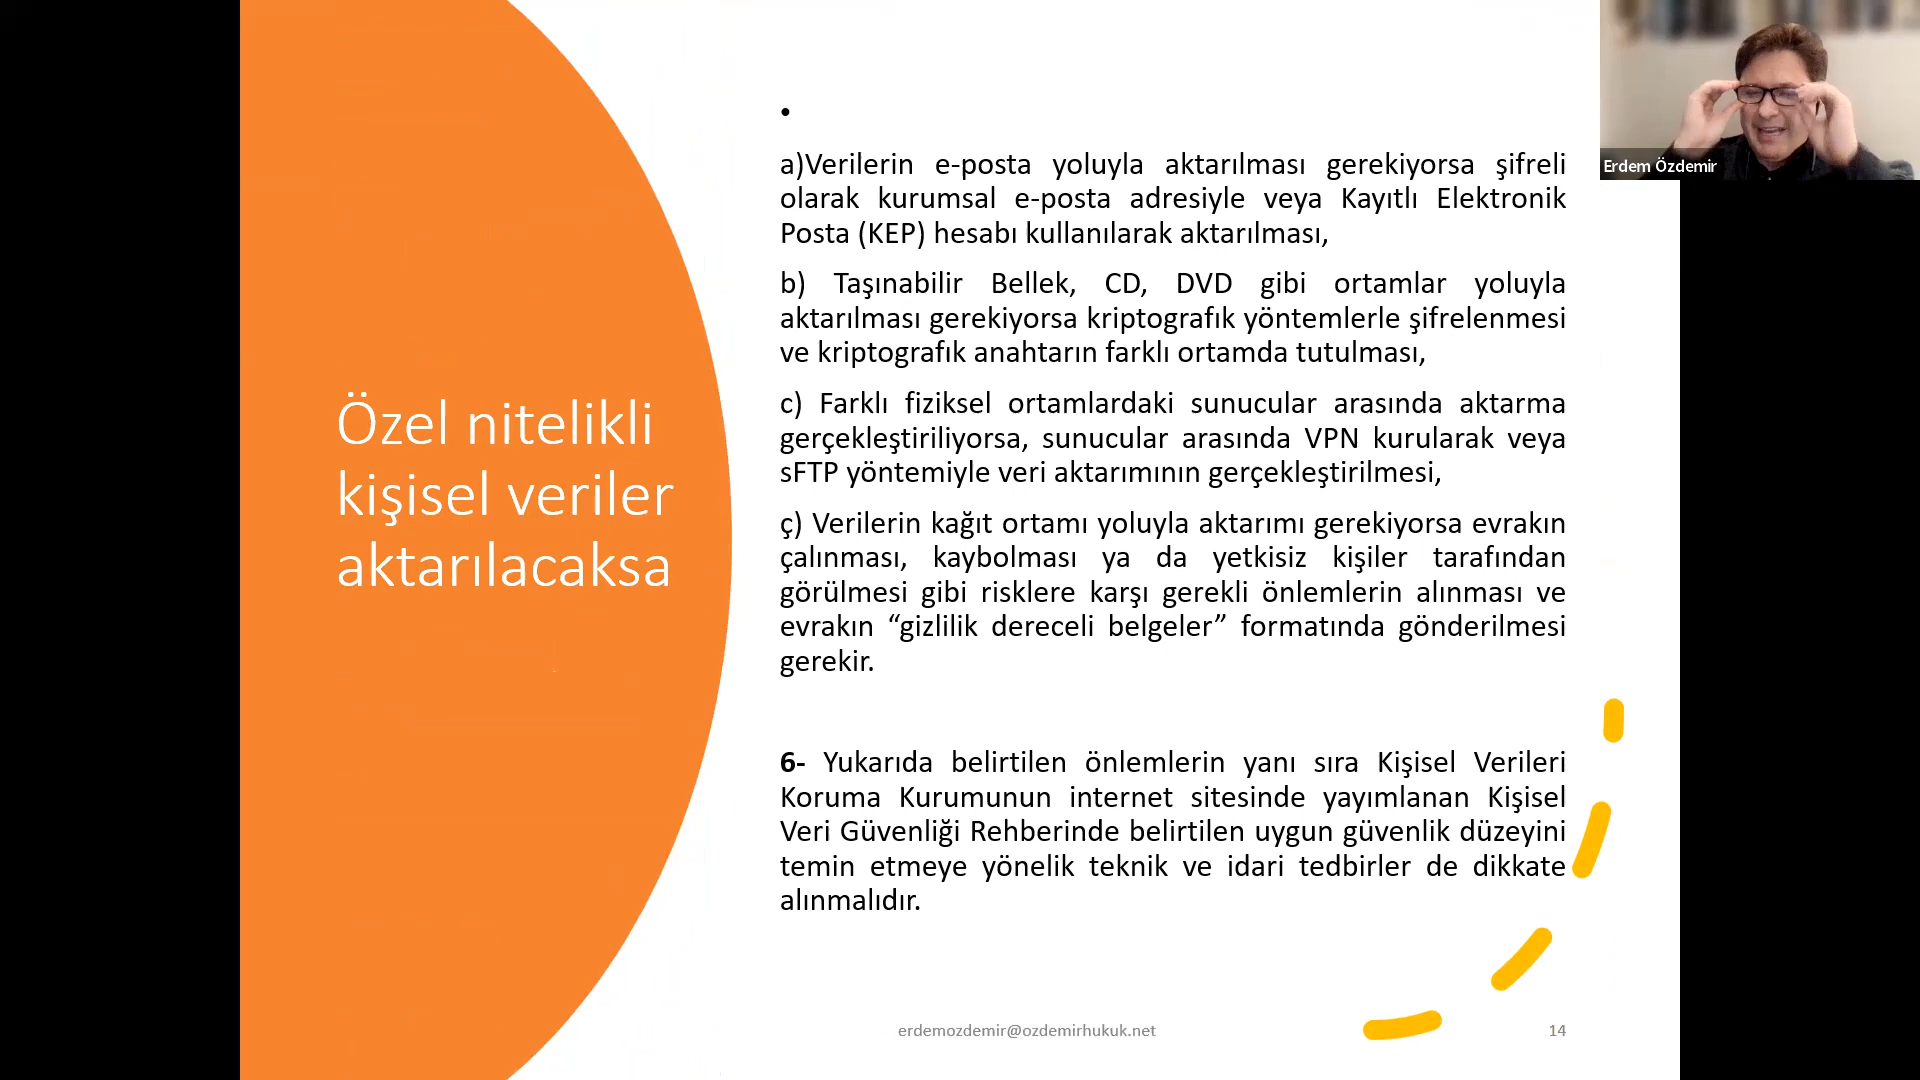 Özel nitelikli
kişisel veriler
aktarılacaksa
•
a)Verilerin e-posta yoluyla aktarılması gerekiyorsa şifreli
olarak kurumsal e-posta adresiyle veya Kayıtlı Elektronik
Posta (KEP) hesabı kullanılarak aktarılması,
b) Taşınabilir Bellek, CD, DVD gibi ortamlar yoluyla
aktarılması gerekiyorsa kriptografik yöntemlerle şifrelenmesi
ve kriptografik anahtarın farklı ortamda tutulması,
c) Farklı fiziksel ortamlardaki sunucular arasında aktarma
gerçekleştiriliyorsa, sunucular arasında VPN kurularak veya
sFTP yöntemiyle veri aktarımının gerçekleştirilmesi,
ç) Verilerin kağıt ortamı yoluyla aktarımı gerekiyorsa evrakın
çalınması, kaybolması ya da yetkisiz kişiler tarafından
görülmesi gibi risklere karşı gerekli önlemlerin alınması ve
evrakın “gizlilik dereceli belgeler” formatında gönderilmesi
gerekir.
6- Yukarıda belirtilen önlemlerin yanı sıra Kişisel Verileri
Koruma Kurumunun internet sitesinde yayımlanan Kişisel
Veri Güvenliği Rehberinde belirtilen uygun güvenlik düzeyini
temin etmeye yönelik teknik ve idari tedbirler de dikkate
alınmalıdır.
erdemozdemir@ozdemirhukuk.net
14
Erdem Özdemir